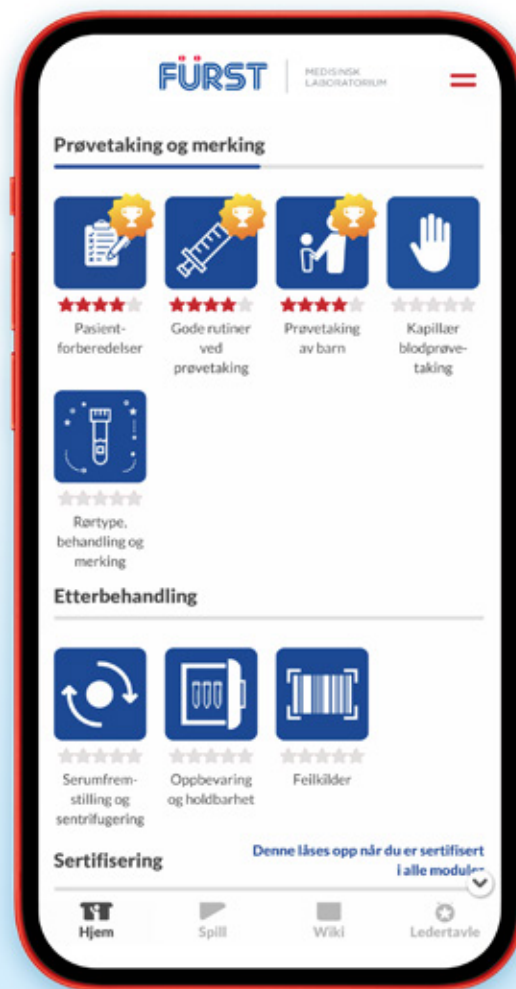 FÜRST
MEDISINSK
LABORATORIUM
Prøvetaking og merking
Pasient-
forberedelser
Gode rutiner
ved
prøvetaking
Prøvetaking
av barn
Kapillær
blodprøve-
taking
Rørtype,
behandling og
merking
Etterbehandling
Serumfrem-
stilling og
sentrifugering
Oppbevaring
og holdbarhet
Feilkilder
Sertifisering
Denne låses opp når du er sertifisert
i alle moduler
Hjem
Spill
Wiki
Ledertavle